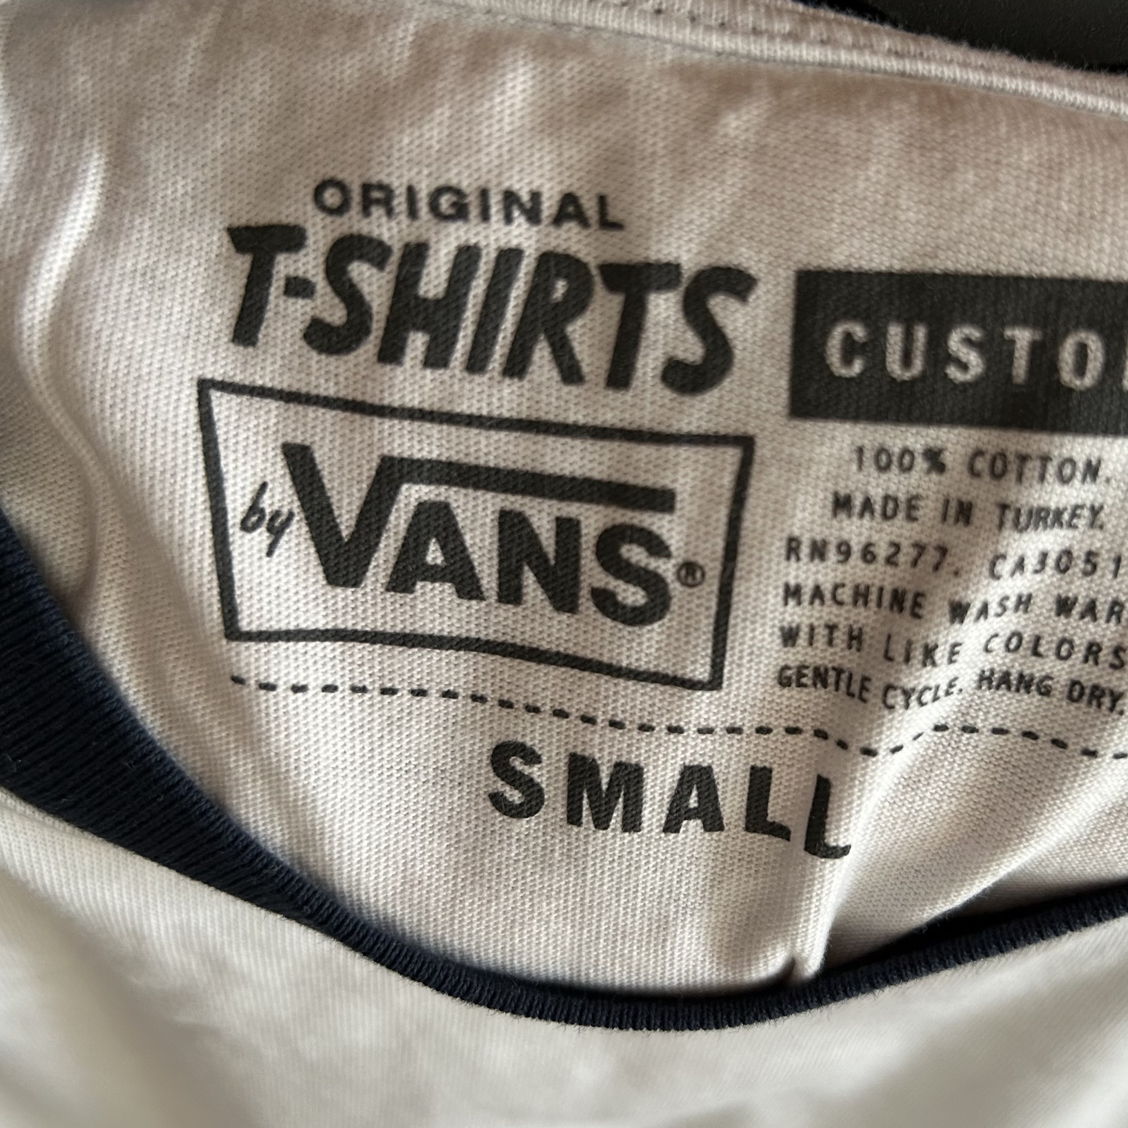 ORIGINAL
T-SHIRTS
by VANS®
SMALL
100% COTTON.
MADE IN TURKEY.
RN96277.
MACHINE WASH
WITH LIKE COLORS
GENTLE CYCLE. HANG DRY.